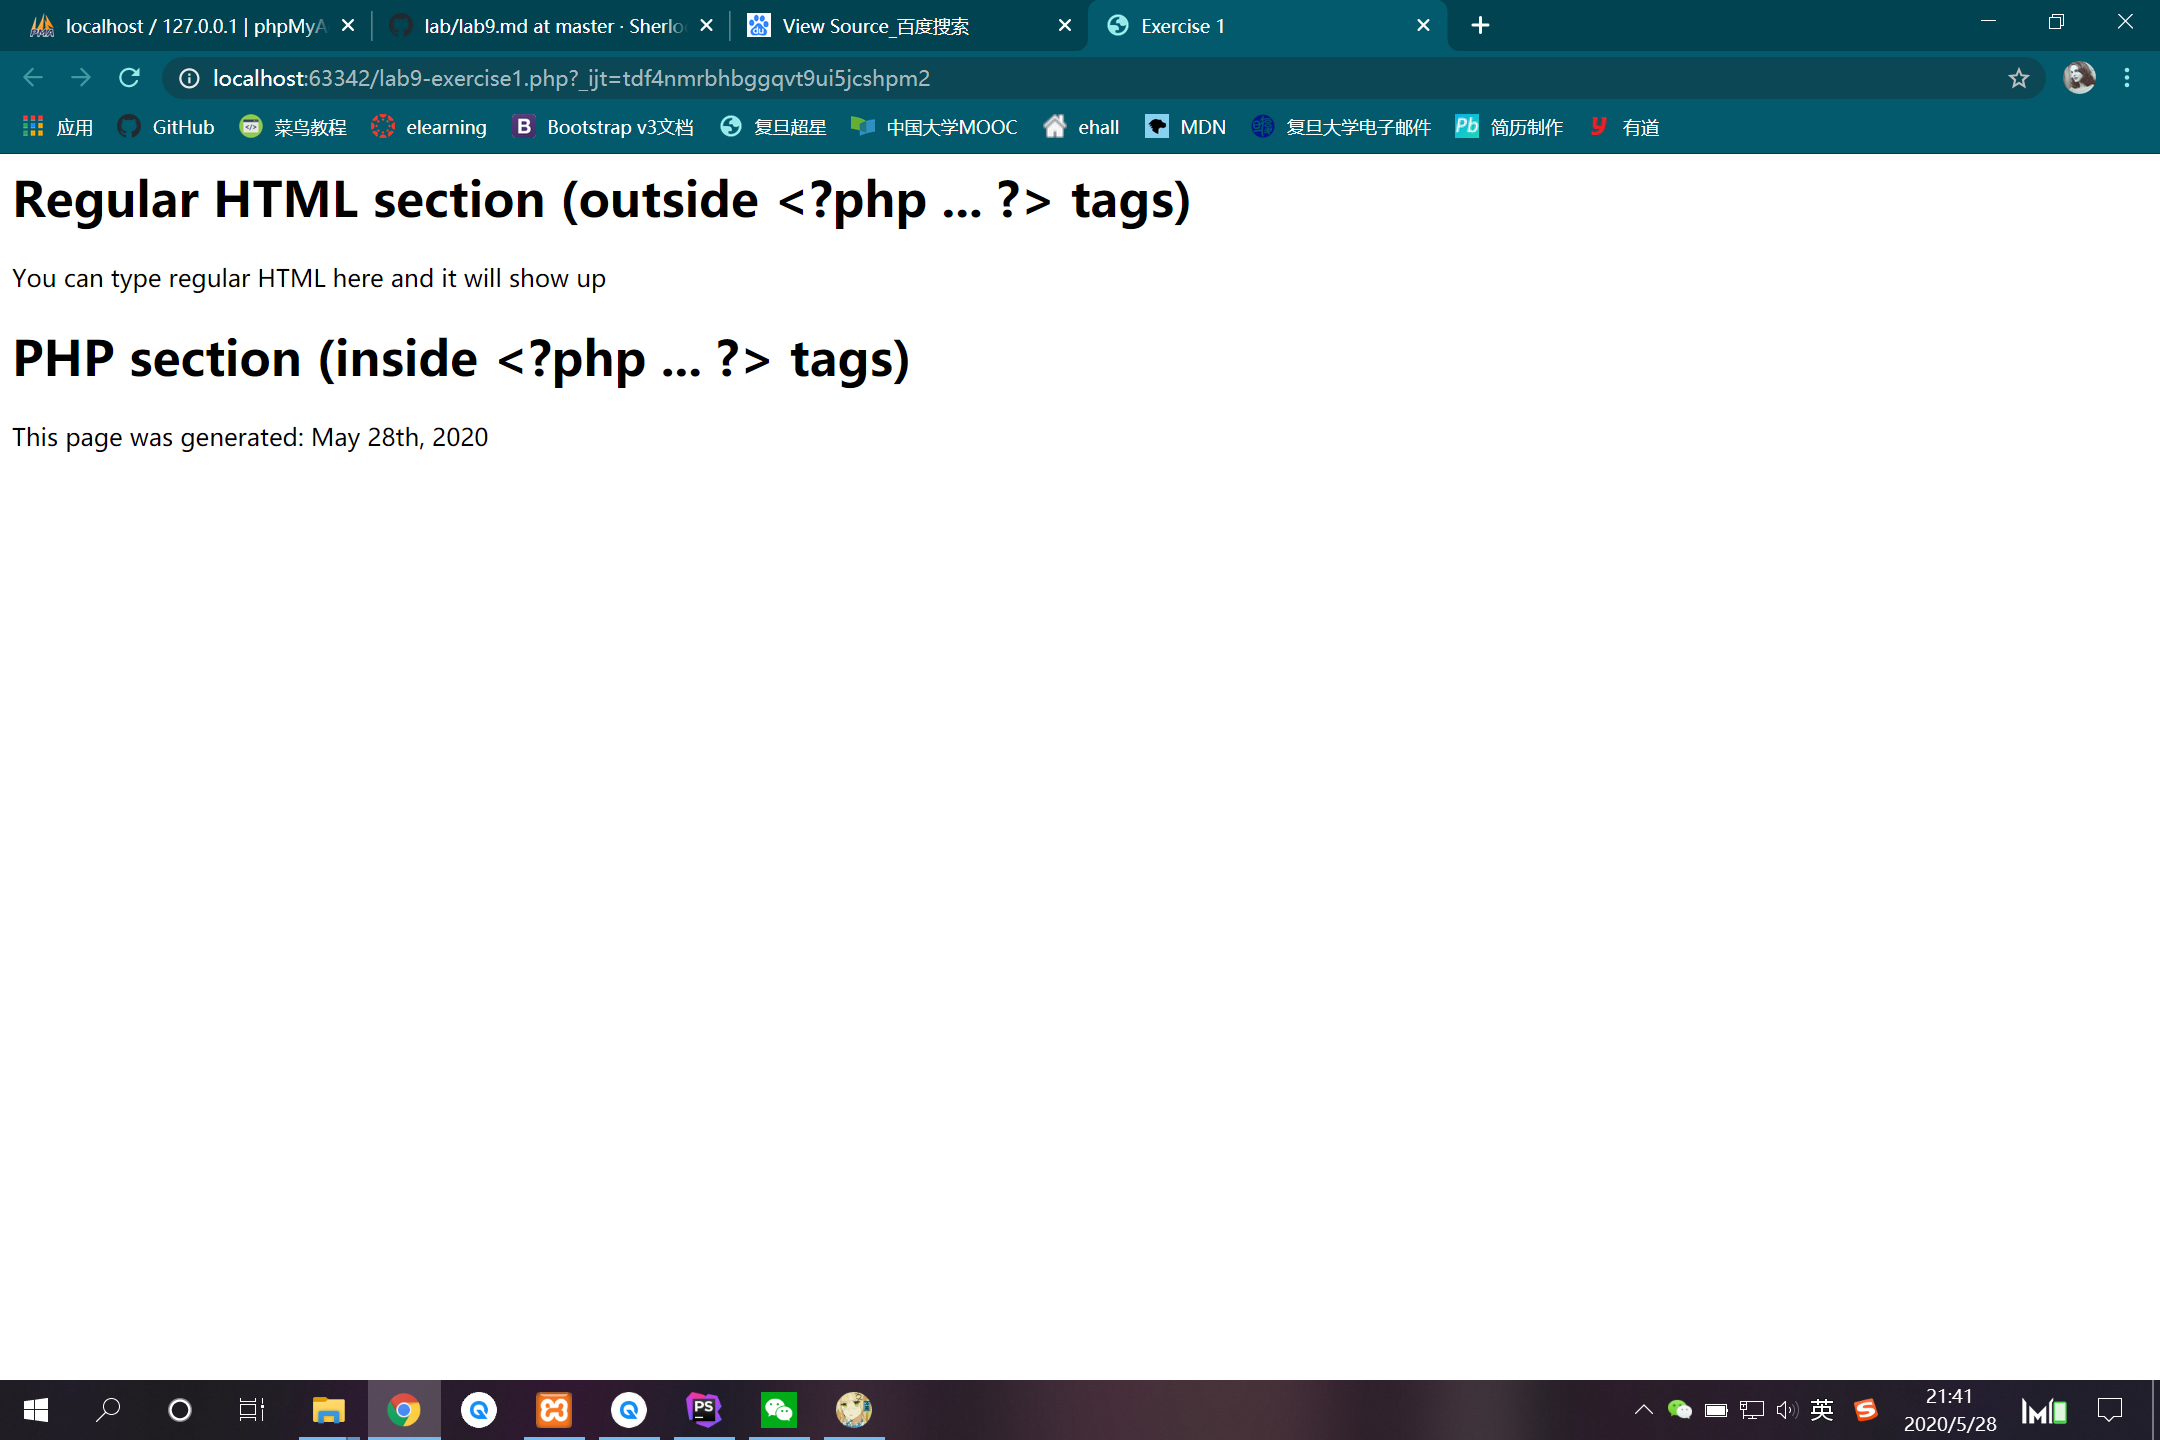 localhost / 127.0.0.1 | phpMyA
lab/lab9.md at master · Sherlo
View Source_百度搜索
Exercise 1
localhost:63342/lab9-exercise1.php?_ijt=tdf4nmrbhbggqvt9ui5jcshpm2
应用 GitHub 菜鸟教程 elearning B Bootstrap v3文档 复旦超星 中国大学MOOC ehall MDN 复旦大学电子邮件 Pb 简历制作 y 有道
Regular HTML section (outside <?php ... ?> tags)
You can type regular HTML here and it will show up
PHP section (inside <?php ... ?> tags)
This page was generated: May 28th, 2020
PS
英
21:41
2020/5/28